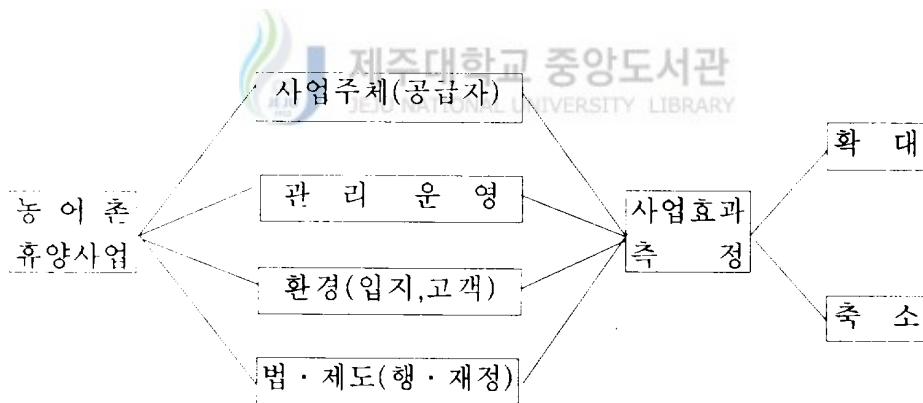 제주대학교 중앙도서관
JEJU NATIONAL UNIVERSITY LIBRARY
사업주체(공급자)
확 대
관 리 운 영
농 어 촌
휴양사업
사업효과
측 정
환경(입지,고객)
축 소
법·제도(행·재정)